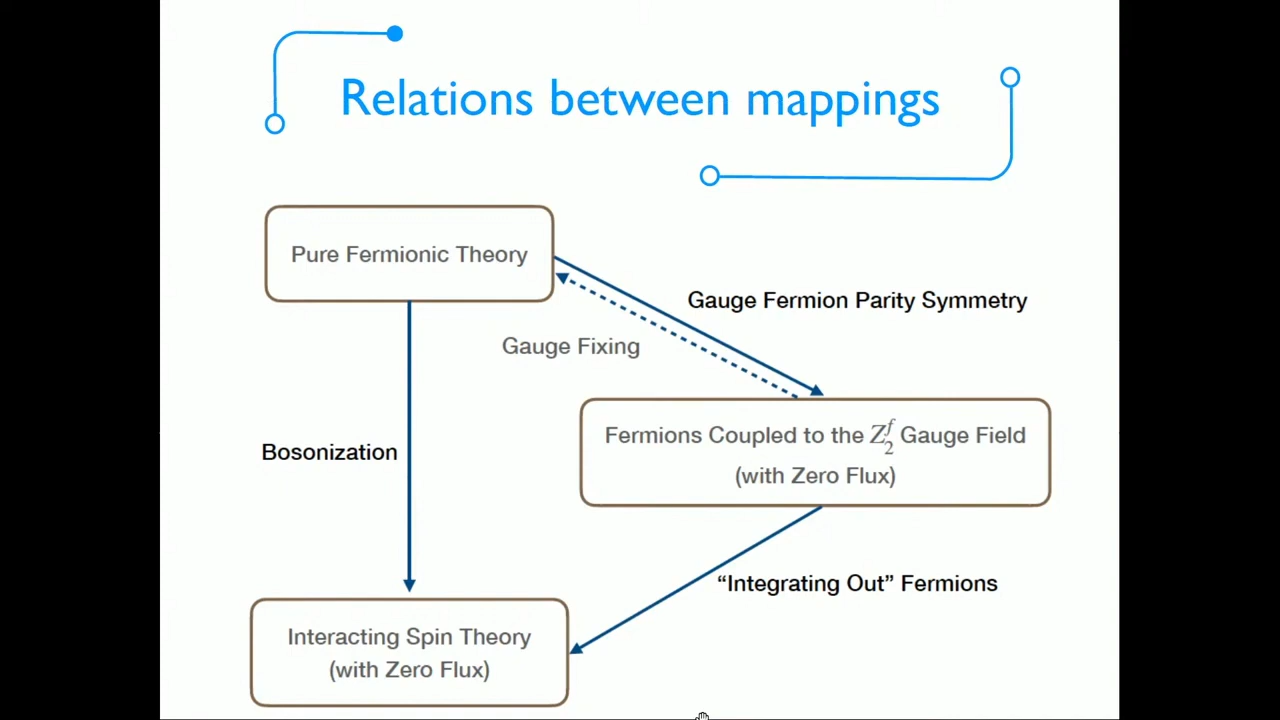 Relations between mappings
Pure Fermionic Theory
Gauge Fermion Parity Symmetry
Gauge Fixing
Fermions Coupled to the Z₂ᶠ Gauge Field
(with Zero Flux)
Bosonization
“Integrating Out” Fermions
Interacting Spin Theory
(with Zero Flux)